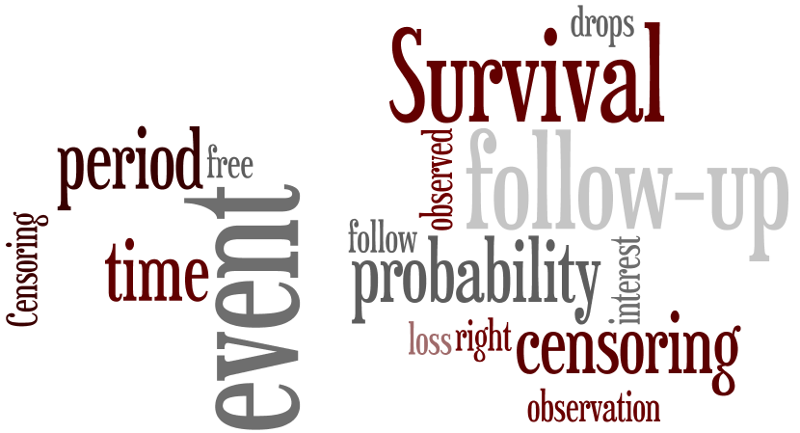 drops
Survival
period
free
observed
follow-up
event
Censoring
time
follow
probability
interest
loss
right
censoring
observation